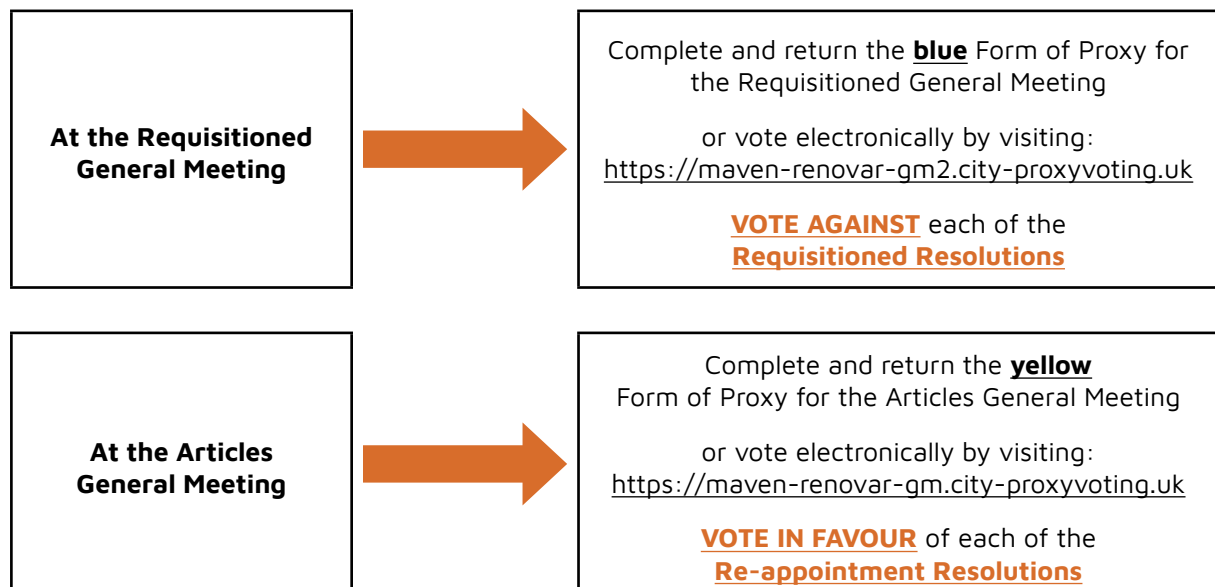 At the Requisitioned
General Meeting
Complete and return the blue Form of Proxy for
the Requisitioned General Meeting
or vote electronically by visiting:
https://maven-renovar-gm2.city-proxyvoting.uk
VOTE AGAINST each of the
Requisitioned Resolutions
At the Articles
General Meeting
Complete and return the yellow
Form of Proxy for the Articles General Meeting
or vote electronically by visiting:
https://maven-renovar-gm.city-proxyvoting.uk
VOTE IN FAVOUR of each of the
Re-appointment Resolutions